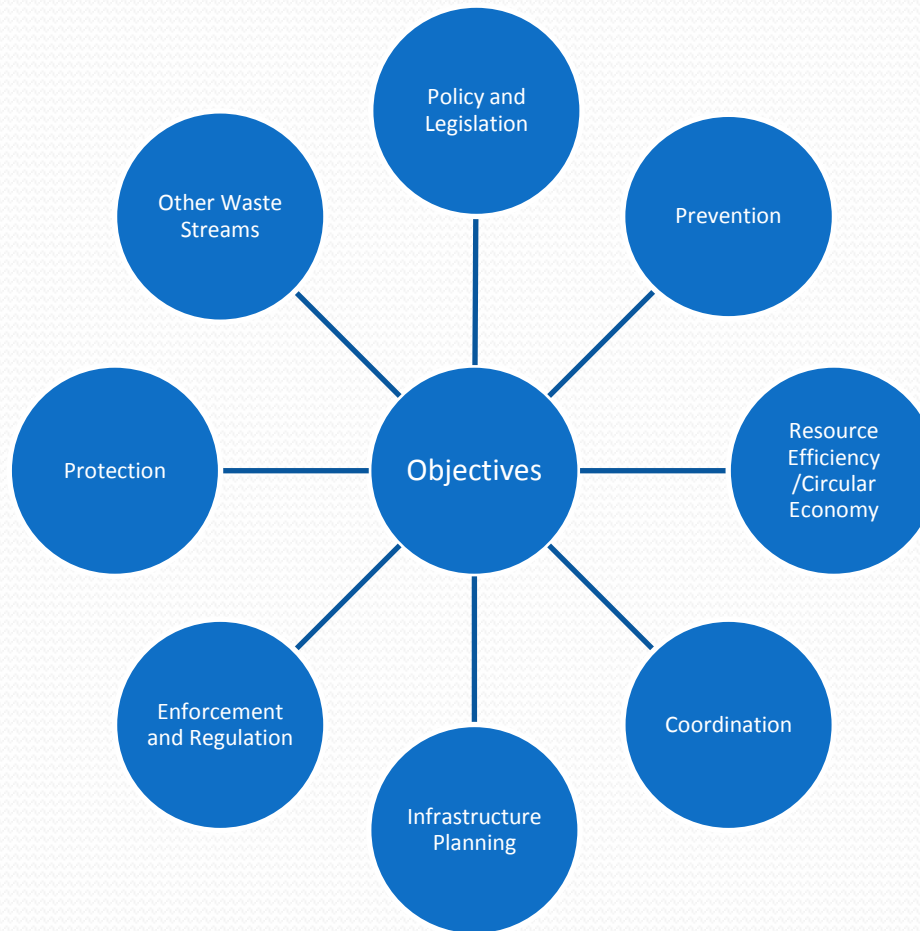 Policy and
Legislation
Prevention
Resource
Efficiency
/Circular
Economy
Coordination
Infrastructure
Planning
Enforcement
and Regulation
Protection
Other Waste
Streams
Objectives